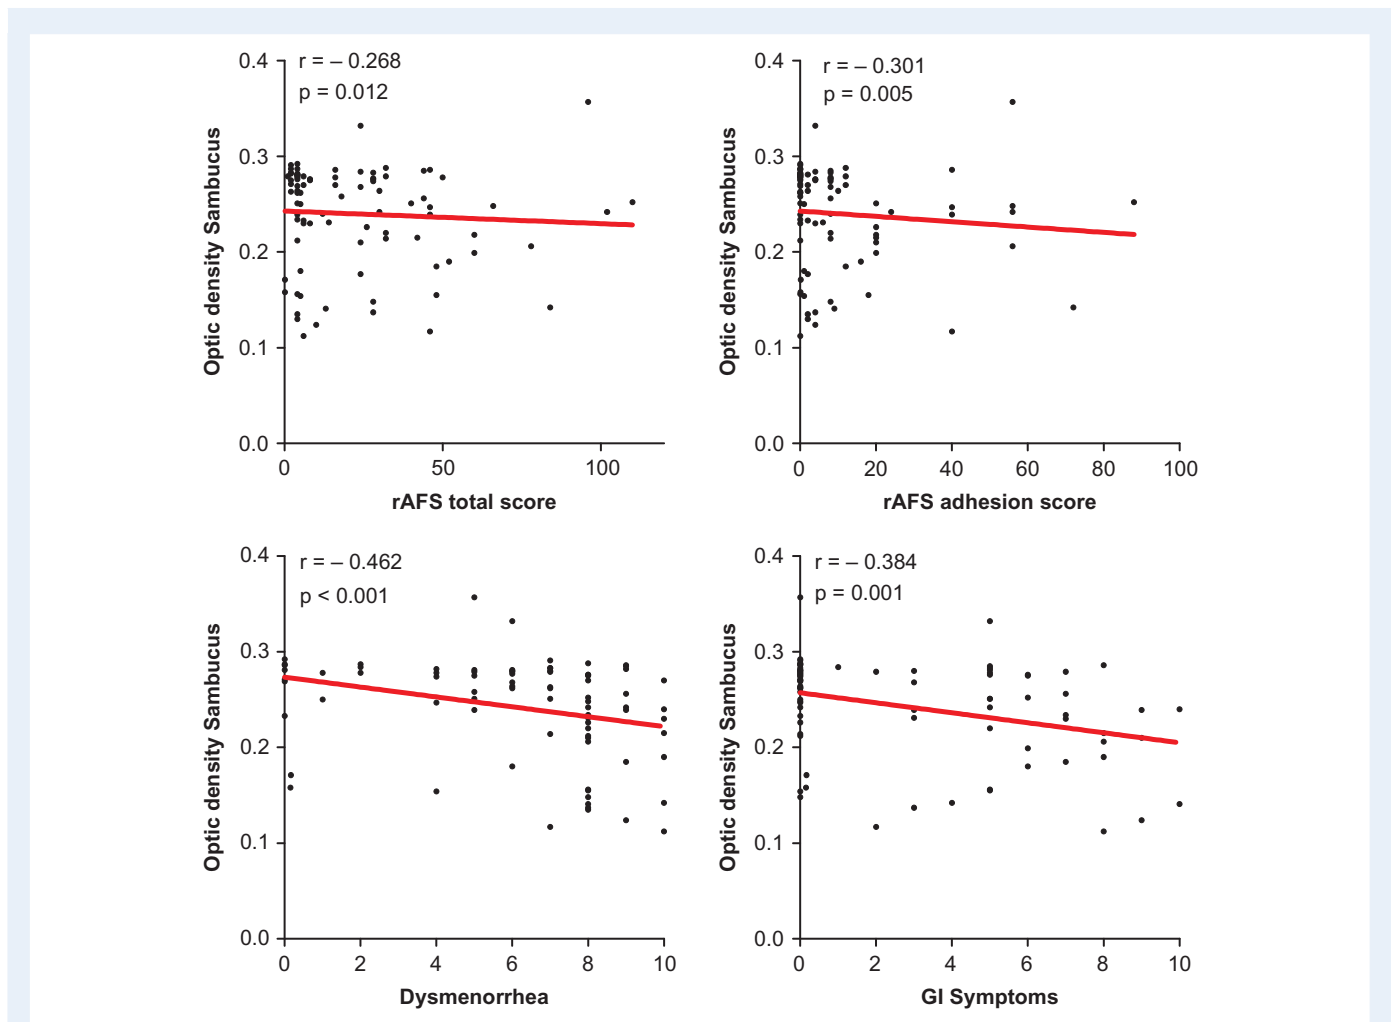 r = – 0.268
p = 0.012
0.4
0.3
0.2
0.1
0.0
Optic density Sambucus
0 50 100
rAFS total score
r = – 0.301
p = 0.005
0.4
0.3
0.2
0.1
0.0
Optic density Sambucus
0 20 40 60 80 100
rAFS adhesion score
r = – 0.462
p < 0.001
0.4
0.3
0.2
0.1
0.0
Optic density Sambucus
0 2 4 6 8 10
Dysmenorrhea
r = – 0.384
p = 0.001
0.4
0.3
0.2
0.1
0.0
Optic density Sambucus
0 2 4 6 8 10
GI Symptoms